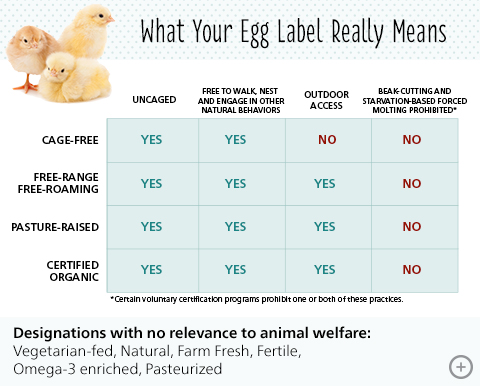 What Your Egg Label Really Means
UNCAGED
FREE TO WALK, NEST
AND ENGAGE IN OTHER
NATURAL BEHAVIORS
OUTDOOR
ACCESS
BEAK-CUTTING AND
STARVATION-BASED FORCED
MOLTING PROHIBITED*
CAGE-FREE YES YES NO NO
FREE-RANGE
FREE-ROAMING YES YES YES NO
PASTURE-RAISED YES YES YES NO
CERTIFIED
ORGANIC YES YES YES NO
*Certain voluntary certification programs prohibit one or both of these practices.
Designations with no relevance to animal welfare:
Vegetarian-fed, Natural, Farm Fresh, Fertile,
Omega-3 enriched, Pasteurized